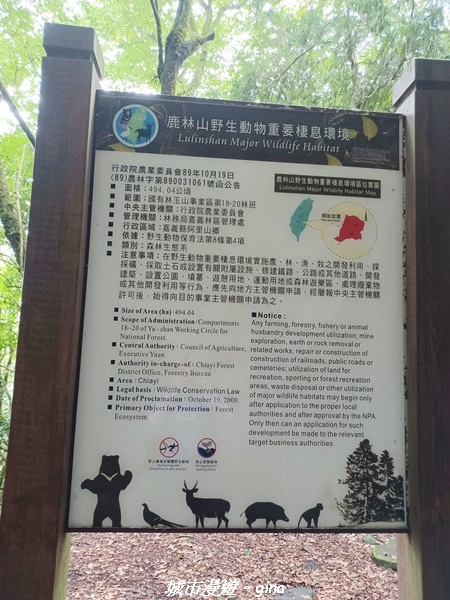 鹿林山野生動物重要棲息環境
Lulinshan Major Wildlife Habitat
行政院農業委員會89年10月19日
(89)農林字第890031061號函公告
■ 面積：494.04公頃
■ 範圍：國有林玉山事業區第18-20林班
■ 中央主管機關：行政院農業委員會
管理機關：林務局嘉義林區管理處
■ 行政區域：嘉義縣阿里山鄉
■ 依據：野生動物保育法第8條第4項
■ 類別：森林生態系
■ 注意事項：在野生動物重要棲息環境實施農、林、漁、牧之開發利用、探
採礦、採取土石或設置有關附屬設施、修建鐵路、公路或其他道路、開發
建築、設置公園、墳墓、遊憩用地、運動用地或森林遊樂區、處理廢棄物
或其他開發利用等行為，應先向地方主管機關申請，經層報中央主管機關
許可後，始得向目的事業主管機關申請為之。
鹿林山野生動物重要棲息環境區位置圖
Lulinshan Major Wildlife Habitat Map
■ Size of Area (ha) :494.04
■ Scope of Administration : Compartments
18~20 of Yu - shan Working Circle for
National Forest.
■ Central Authority : Council of Agriculture,
Executive Yuan
■ Authority in-charge-of : Chiayi Forest
District Office, Forestry Bureau
■ Area : Chiayi
■ Legal basis : Wildlife Conservation Law
■ Date of Proclamation : October 19, 2000.
■ Primary Object for Protection : Forest
Ecosystem.
■Notice :
Any farming, forestry, fishery or animal
husbandry development utilization; mine
exploration, earth or rock removal or
related works; repair or construction of
construction of railroads, public roads or
cemeteries; utilization of land for
recreation, sporting or forest recreation
areas, waste disposal or other utilization
of major wildlife habitats may begin only
after application to the proper local
authorities and after approval by the NPA.
Only then can an application for such
development be made to the relevant
target business authorities.
城市漫遊 - gina